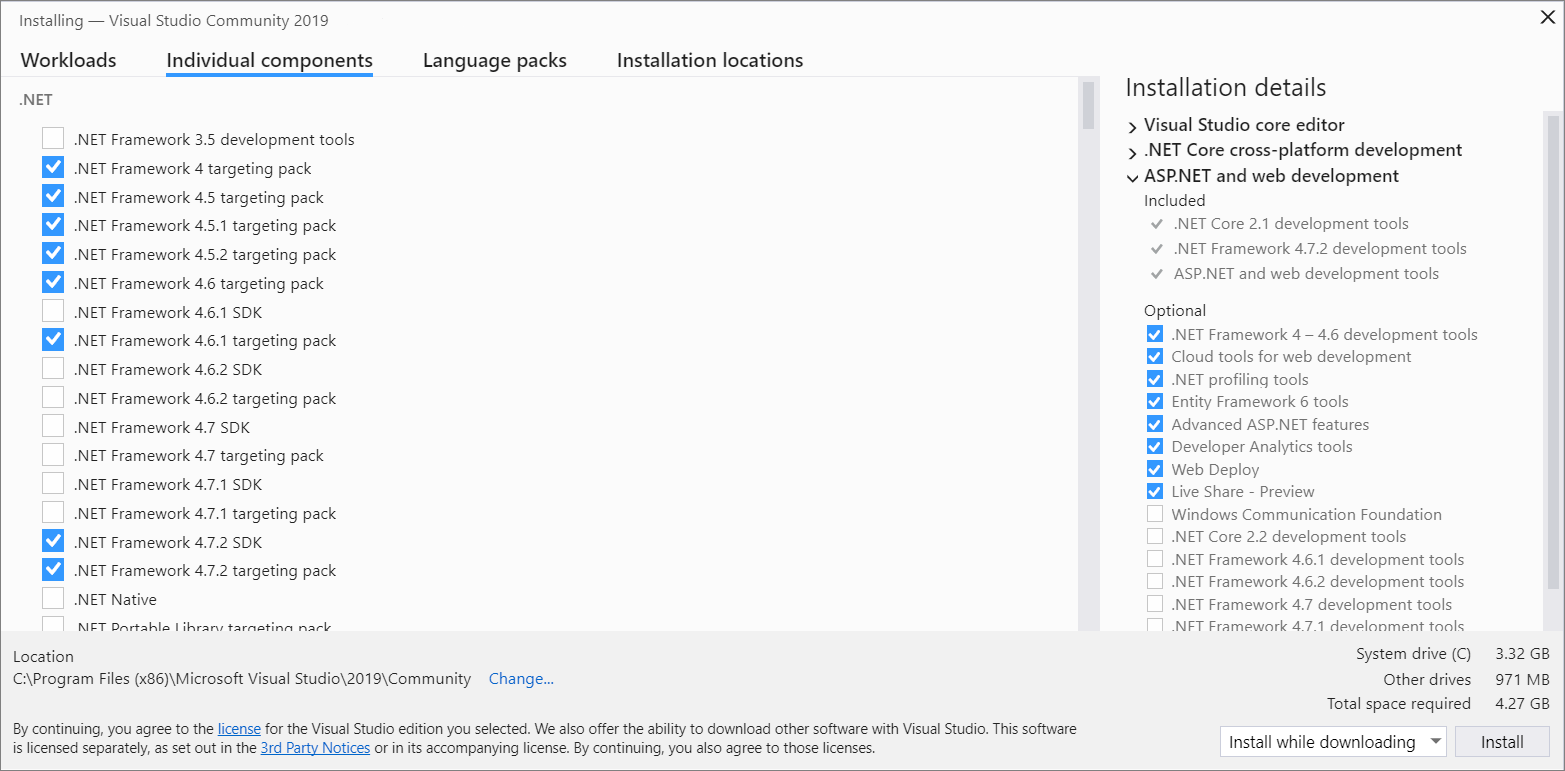 Installing — Visual Studio Community 2019
Workloads
Individual components
Language packs
Installation locations
.NET
.NET Framework 3.5 development tools
.NET Framework 4 targeting pack
.NET Framework 4.5 targeting pack
.NET Framework 4.5.1 targeting pack
.NET Framework 4.5.2 targeting pack
.NET Framework 4.6 targeting pack
.NET Framework 4.6.1 SDK
.NET Framework 4.6.1 targeting pack
.NET Framework 4.6.2 SDK
.NET Framework 4.6.2 targeting pack
.NET Framework 4.7 SDK
.NET Framework 4.7 targeting pack
.NET Framework 4.7.1 SDK
.NET Framework 4.7.1 targeting pack
.NET Framework 4.7.2 SDK
.NET Framework 4.7.2 targeting pack
.NET Native
.NET Portable Library targeting pack
Installation details
Visual Studio core editor
.NET Core cross-platform development
ASP.NET and web development
Included
.NET Core 2.1 development tools
.NET Framework 4.7.2 development tools
ASP.NET and web development tools
Optional
.NET Framework 4 – 4.6 development tools
Cloud tools for web development
.NET profiling tools
Entity Framework 6 tools
Advanced ASP.NET features
Developer Analytics tools
Web Deploy
Live Share - Preview
Windows Communication Foundation
.NET Core 2.2 development tools
.NET Framework 4.6.1 development tools
.NET Framework 4.6.2 development tools
.NET Framework 4.7 development tools
.NET Framework 4.7.1 development tools
Location
C:\Program Files (x86)\Microsoft Visual Studio\2019\Community Change...
By continuing, you agree to the license for the Visual Studio edition you selected. We also offer the ability to download other software with Visual Studio. This software
is licensed separately, as set out in the 3rd Party Notices or in its accompanying license. By continuing, you also agree to those licenses.
System drive (C) 3.32 GB
Other drives 971 MB
Total space required 4.27 GB
Install while downloading
Install